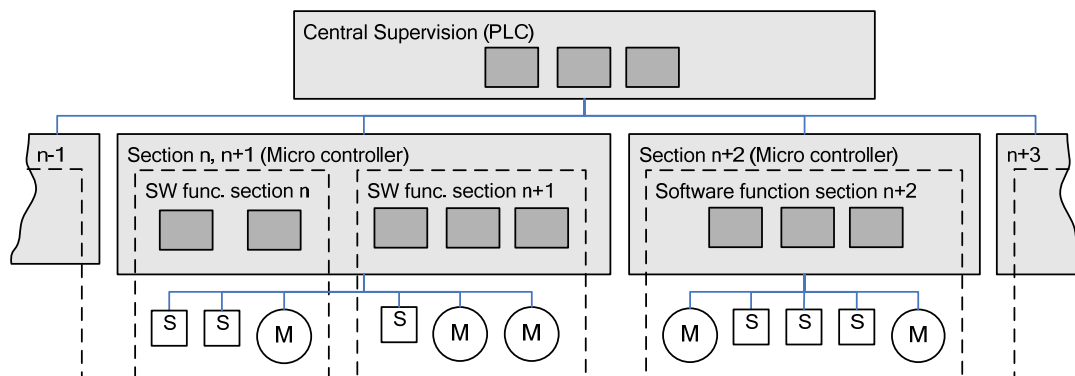 Central Supervision (PLC)
n-1
Section n, n+1 (Micro controller)
Section n+2 (Micro controller)
n+3
SW func. section n
SW func. section n+1
Software function section n+2
S
S
M
S
M
M
M
S
S
S
M